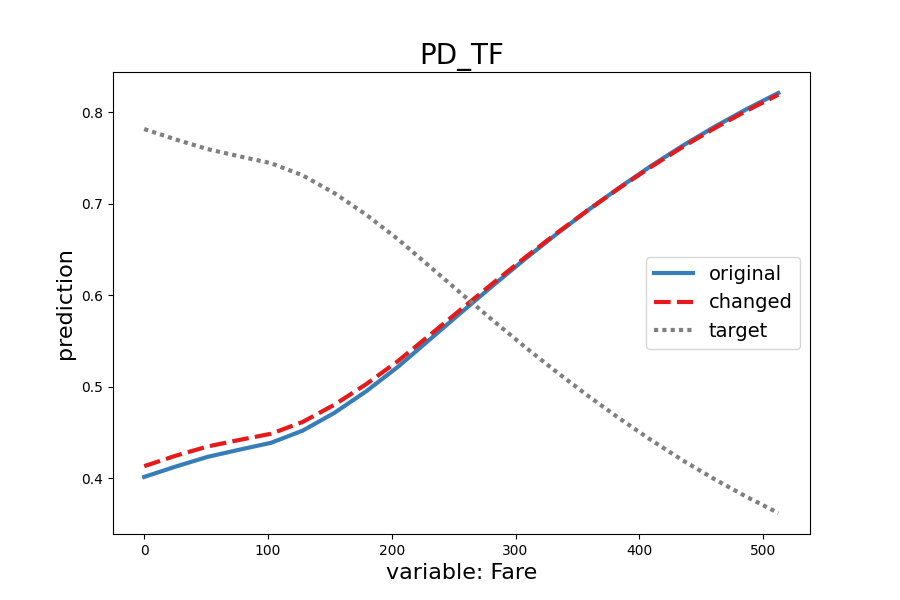 PD_TF
prediction
0.8
0.7
0.6
0.5
0.4
original
changed
target
0 100 200 300 400 500
variable: Fare